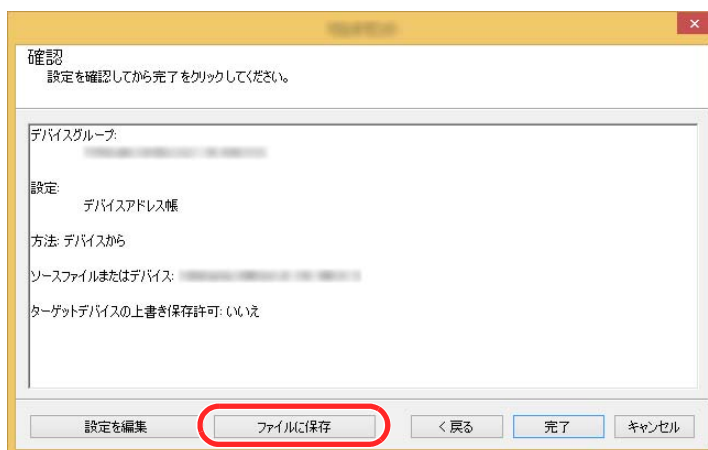 確認
設定を確認してから完了をクリックしてください。
デバイスグループ:
設定:
デバイスアドレス帳
方法: デバイスから
ソースファイルまたはデバイス:
ターゲットデバイスの上書き保存許可: いいえ
設定を編集 ファイルに保存 < 戻る 完了 キャンセル